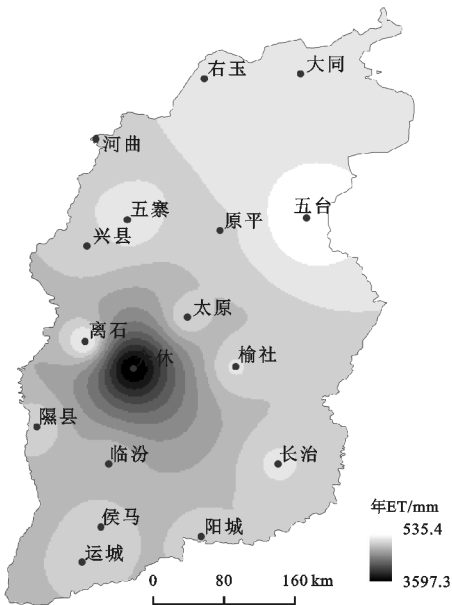 右玉
大同
河曲
五寨
五台
原平
兴县
太原
离石
休
榆社
隰县
临汾
长治
侯马
阳城
运城
年ET/mm
535.4
3597.3
0 80 160 km